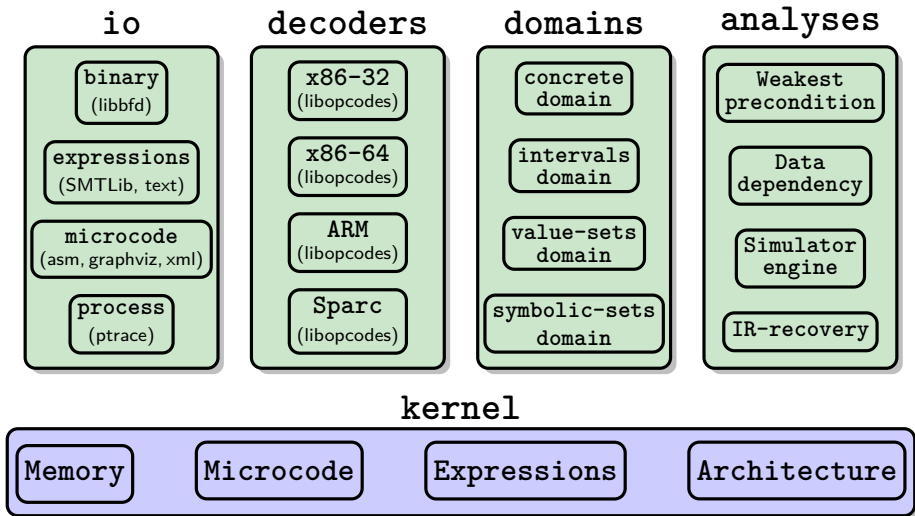 io
binary
(libbfd)
expressions
(SMTLib, text)
microcode
(asm, graphviz, xml)
process
(ptrace)
decoders
x86-32
(libopcodes)
x86-64
(libopcodes)
ARM
(libopcodes)
Sparc
(libopcodes)
domains
concrete
domain
intervals
domain
value-sets
domain
symbolic-sets
domain
analyses
Weakest
precondition
Data
dependency
Simulator
engine
IR-recovery
kernel
Memory
Microcode
Expressions
Architecture